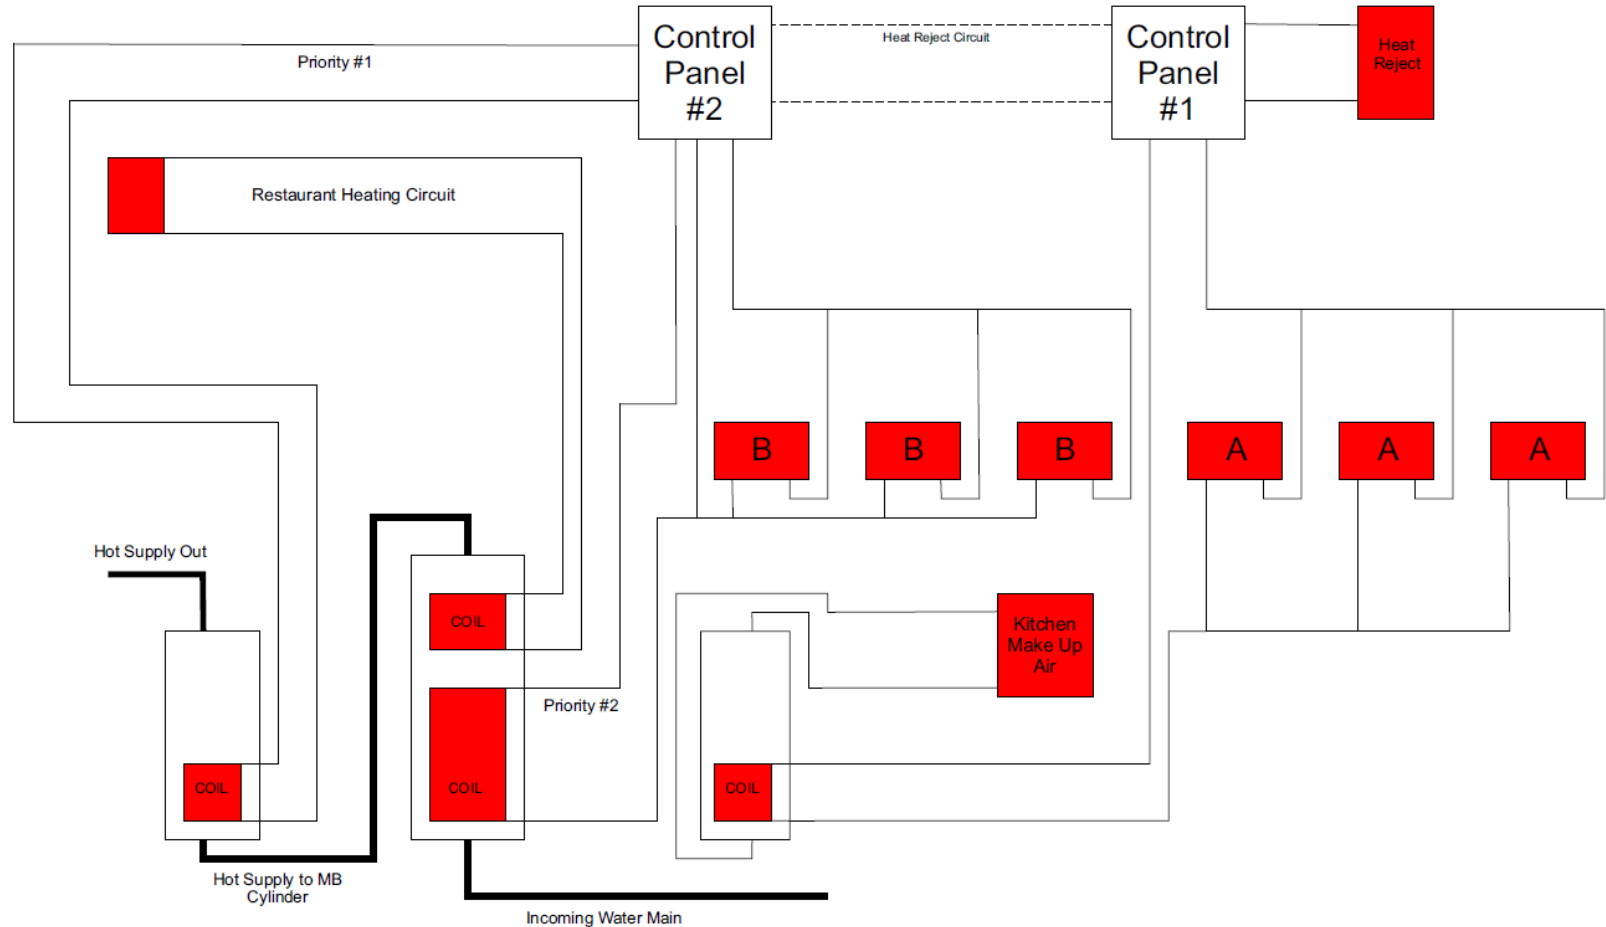 Control
Panel
#2
Heat Reject Circuit
Control
Panel
#1
Heat
Reject
Priority #1
Restaurant Heating Circuit
B
B
B
A
A
A
Hot Supply Out
COIL
Kitchen
Make Up
Air
Priority #2
COIL
COIL
COIL
Hot Supply to MB
Cylinder
Incoming Water Main